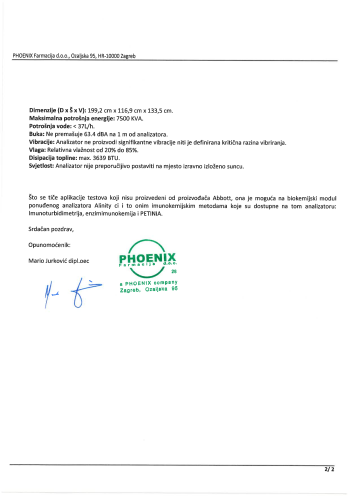 PHOENIX Farmacija d.o.o., Ozaljska 95, HR-10000 Zagreb
Dimenzije (D x Š x V): 199,2 cm x 116,9 cm x 133,5 cm.
Maksimalna potrošnja energije: 7500 KVA.
Potrošnja vode: < 37L/h.
Buka: Ne premašuje 63.4 dBA na 1 m od analizatora.
Vibracije: Analizator ne proizvodi signifikantne vibracije niti je definirana kritična razina vibriranja.
Vlaga: Relativna vlažnost od 20% do 85%.
Disipacija topline: max. 3639 BTU.
Svjetlost: Analizator nije preporučljivo postaviti na mjesto izravno izloženo suncu.
Što se tiče aplikacije testova koji nisu proizvedeni od proizvođača Abbott, ona je moguća na biokemijski modul
ponuđenog analizatora Alinity ci i to onim imunokemijskim metodama koje su dostupne na tom analizatoru:
Imunoturbidimetrija, enzimimunokemija i PETINIA.
Srdačan pozdrav,
Opunomoćenik:
Mario Jurković dipl.oec
PHOENIX
Farmacija d.o.o.
26
a PHOENIX company
Zagreb, Ozaljska 95
2/2